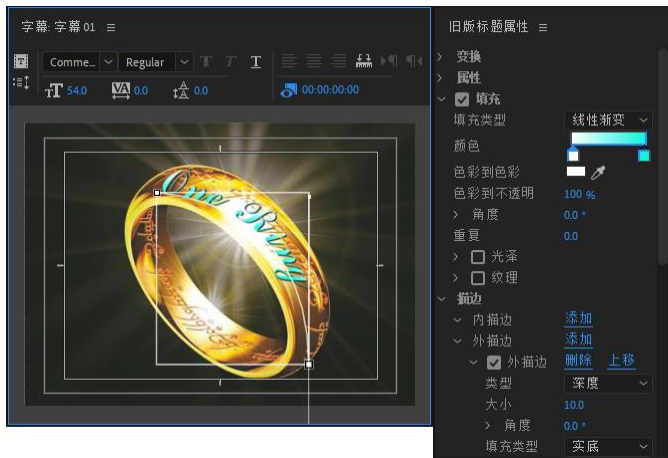 字幕: 字幕 01
Comme... Regular T T T
TT 54.0 VA 0.0 A 0.0 00:00:00:00
One Ring
旧版标题属性
变换
属性
填充
填充类型 线性渐变
颜色
色彩到色彩
色彩到不透明 100 %
角度 0.0 °
重复 0.0
光泽
纹理
描边
内描边 添加
外描边 添加
外描边 删除 上移
类型 深度
大小 10.0
角度 0.0 °
填充类型 实底